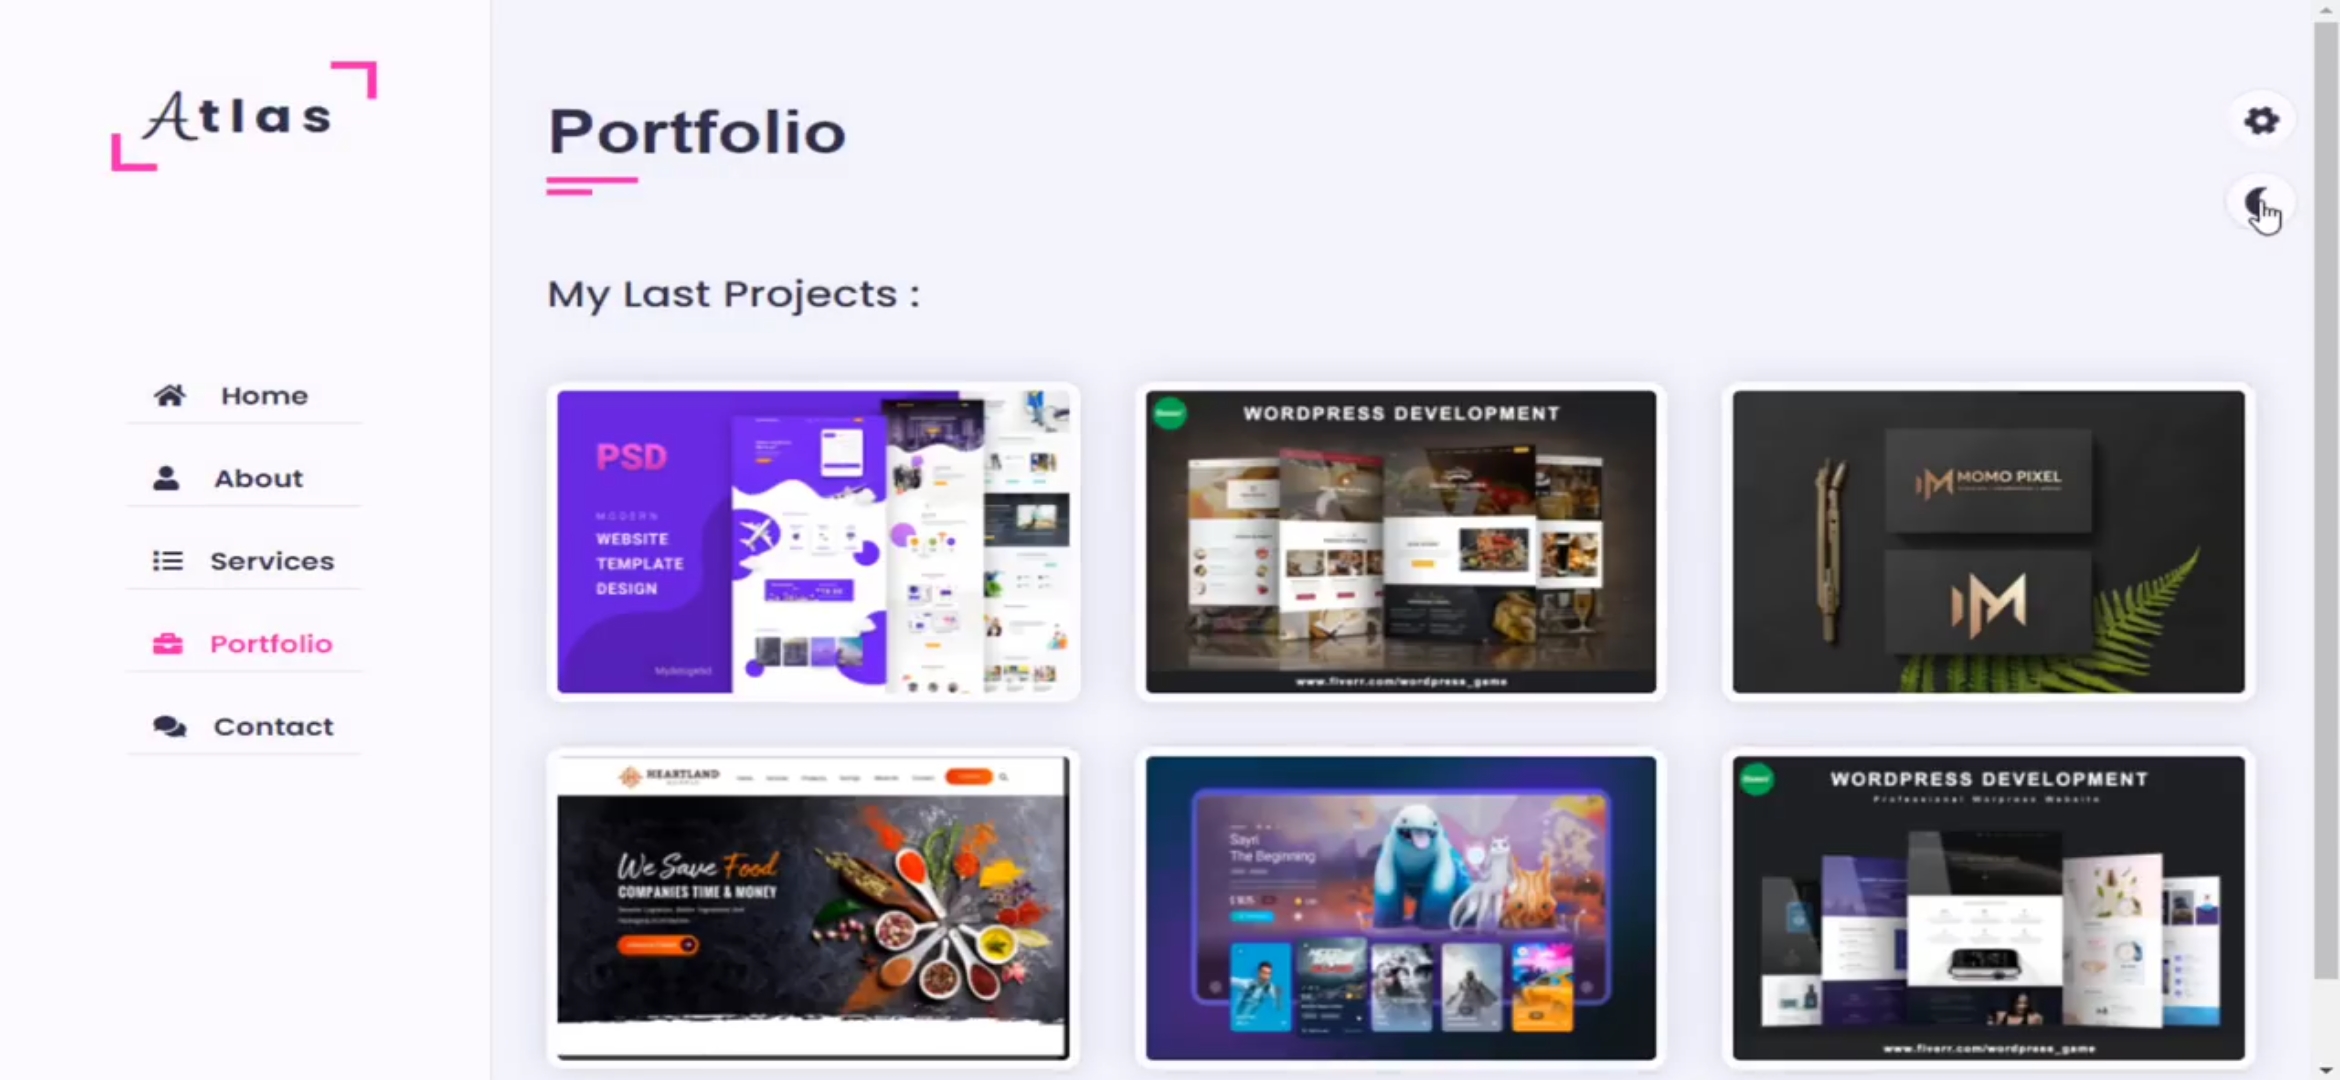 Atlas
Home
About
Services
Portfolio
Contact
Portfolio
My Last Projects :
PSD
MODERN
WEBSITE
TEMPLATE
DESIGN
WORDPRESS DEVELOPMENT
www.fiverr.com/wordpress_game
MOMO PIXEL
M
HEARTLAND
We Save Food
COMPANIES TIME & MONEY
Sayri
The Beginning
WORDPRESS DEVELOPMENT
Professional Worpress Website
www.fiverr.com/wordpress_game